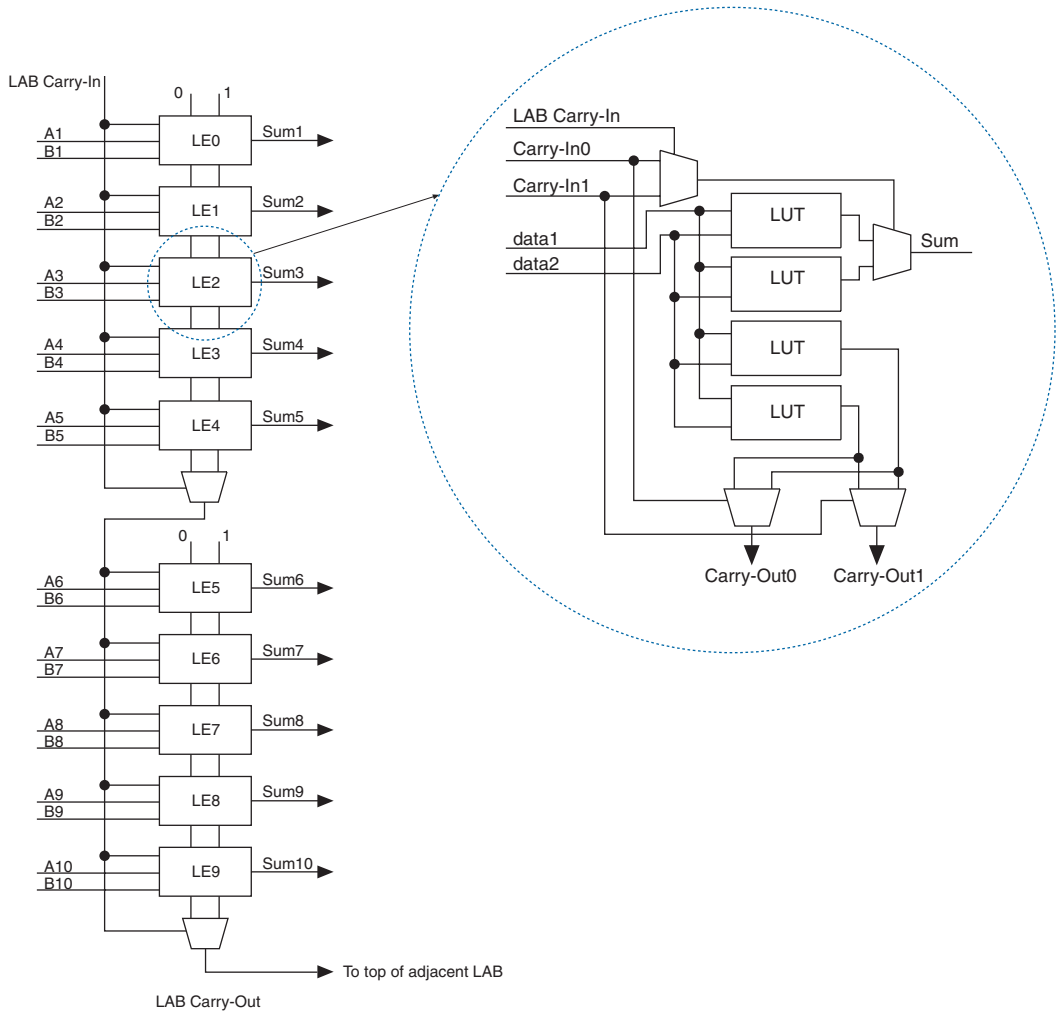 LAB Carry-In
0 1
A1
B1
LE0
Sum1
A2
B2
LE1
Sum2
A3
B3
LE2
Sum3
A4
B4
LE3
Sum4
A5
B5
LE4
Sum5
0 1
A6
B6
LE5
Sum6
A7
B7
LE6
Sum7
A8
B8
LE7
Sum8
A9
B9
LE8
Sum9
A10
B10
LE9
Sum10
To top of adjacent LAB
LAB Carry-Out
LAB Carry-In
Carry-In0
Carry-In1
data1
data2
LUT
LUT
LUT
LUT
Sum
Carry-Out0
Carry-Out1